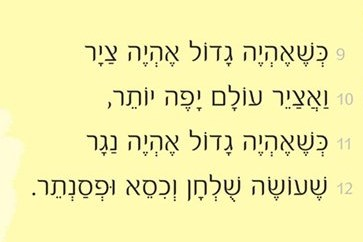 9 כְּשֶׁאֶהְיֶה גָּדוֹל אֶהְיֶה צַיָּר
10 וַאֲצַיֵּר עוֹלָם יָפֶה יוֹתֵר,
11 כְּשֶׁאֶהְיֶה גָּדוֹל אֶהְיֶה נַגָּר
12 שֶׁעוֹשֶׂה שֻׁלְחָן וְכִסֵּא וּפְסַנְתֵּר.